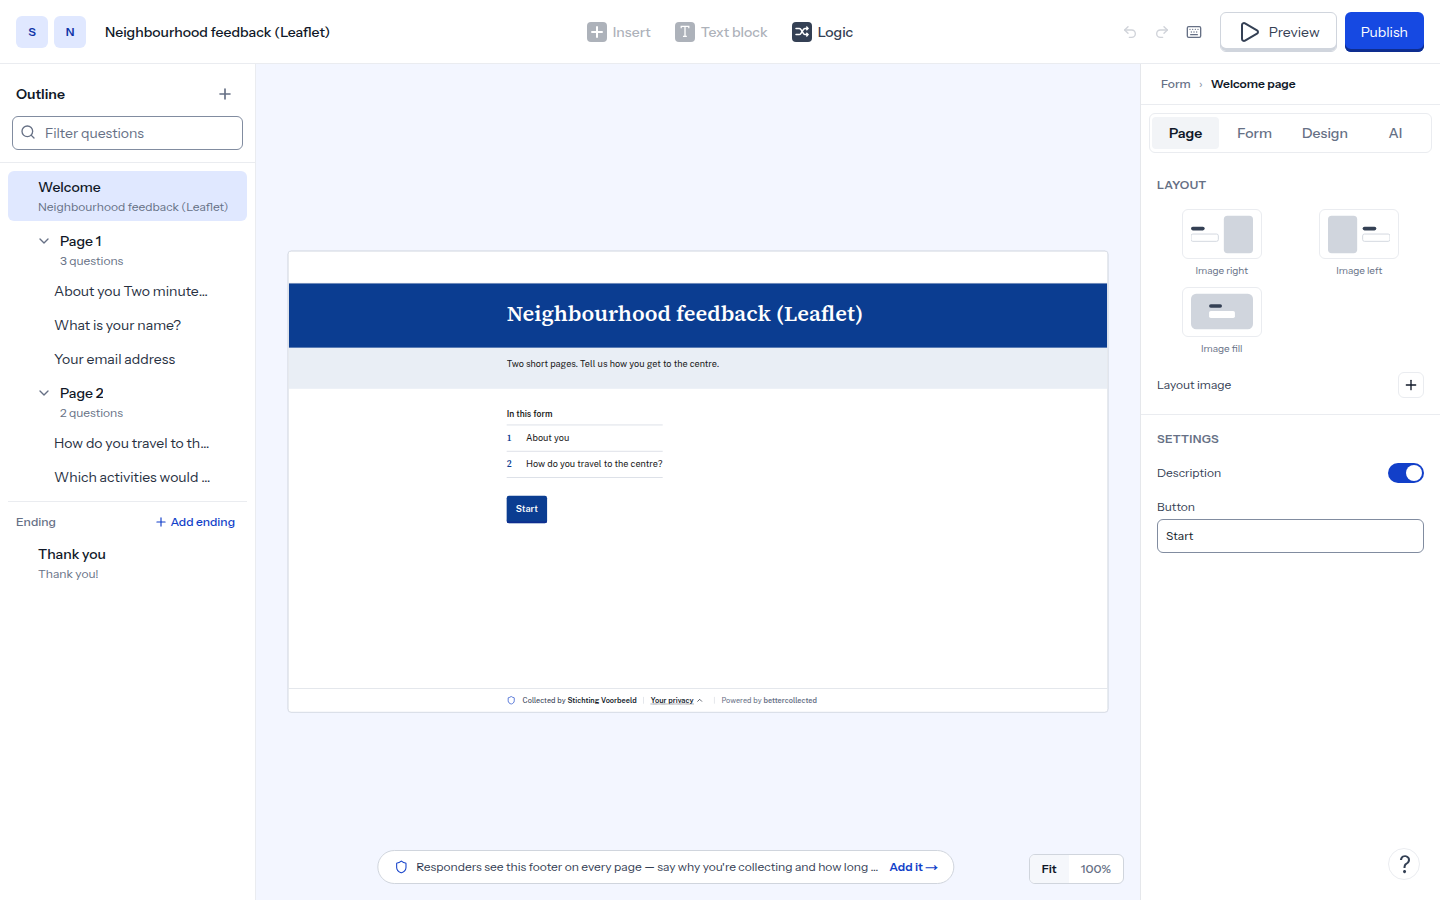 S
N
Neighbourhood feedback (Leaflet)
Insert
Text block
Logic
Preview
Publish
Outline
Filter questions
Welcome
Neighbourhood feedback (Leaflet)
Page 1
3 questions
About you Two minute...
What is your name?
Your email address
Page 2
2 questions
How do you travel to th...
Which activities would ...
Ending
Add ending
Thank you
Thank you!
Neighbourhood feedback (Leaflet)
Two short pages. Tell us how you get to the centre.
In this form
1 About you
2 How do you travel to the centre?
Start
Collected by Stichting Voorbeeld
Your privacy
Powered by bettercollected
Responders see this footer on every page — say why you're collecting and how long ...
Add it →
Fit
100%
Form › Welcome page
Page
Form
Design
AI
LAYOUT
Image right
Image left
Image fill
Layout image
SETTINGS
Description
Button
Start
?